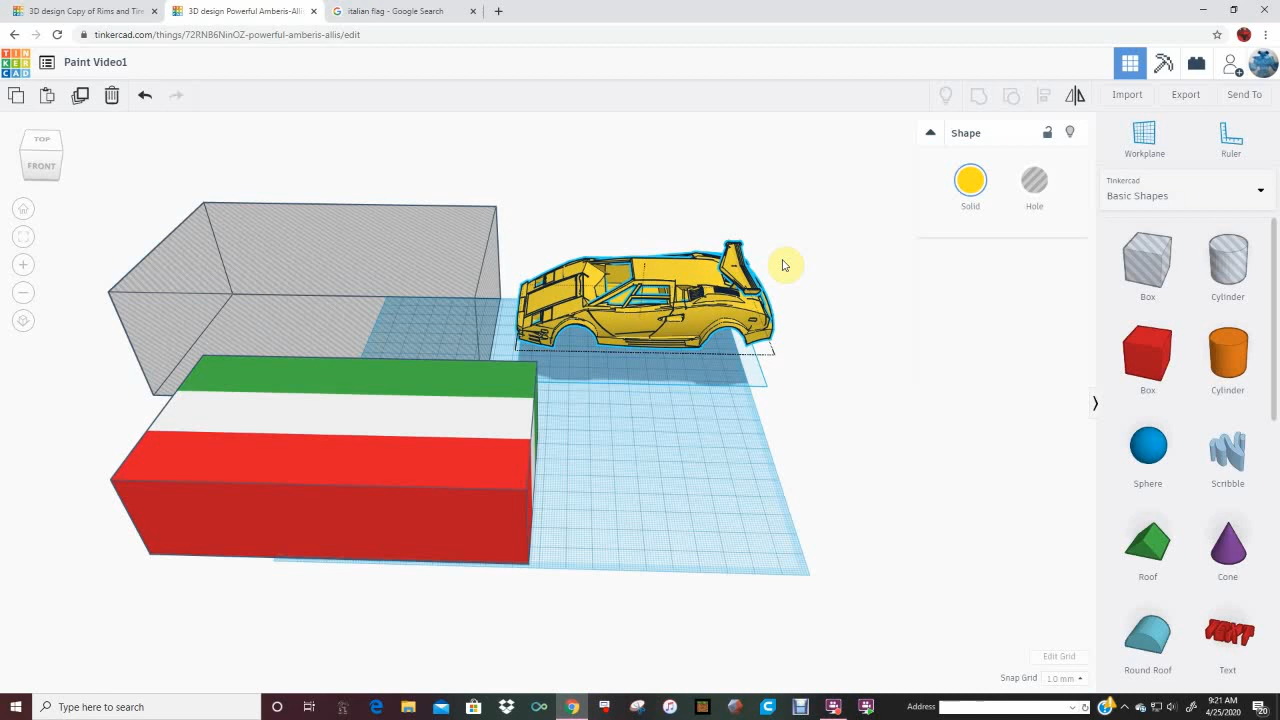 3D design Copy of Rims and Tire
3D design Powerful Amberis-Allis
italian flag - Google Search
tinkercad.com/things/72RNB6NinOZ-powerful-amberis-allis/edit
TIN
KER
CAD
Paint Video1
Import
Export
Send To
TOP
FRONT
Shape
Solid
Hole
Workplane
Ruler
Tinkercad
Basic Shapes
Box
Cylinder
Box
Cylinder
Sphere
Scribble
Roof
Cone
TEXT
Round Roof
Text
Edit Grid
Snap Grid
1.0 mm
Type here to search
Address
9:21 AM
4/25/2020